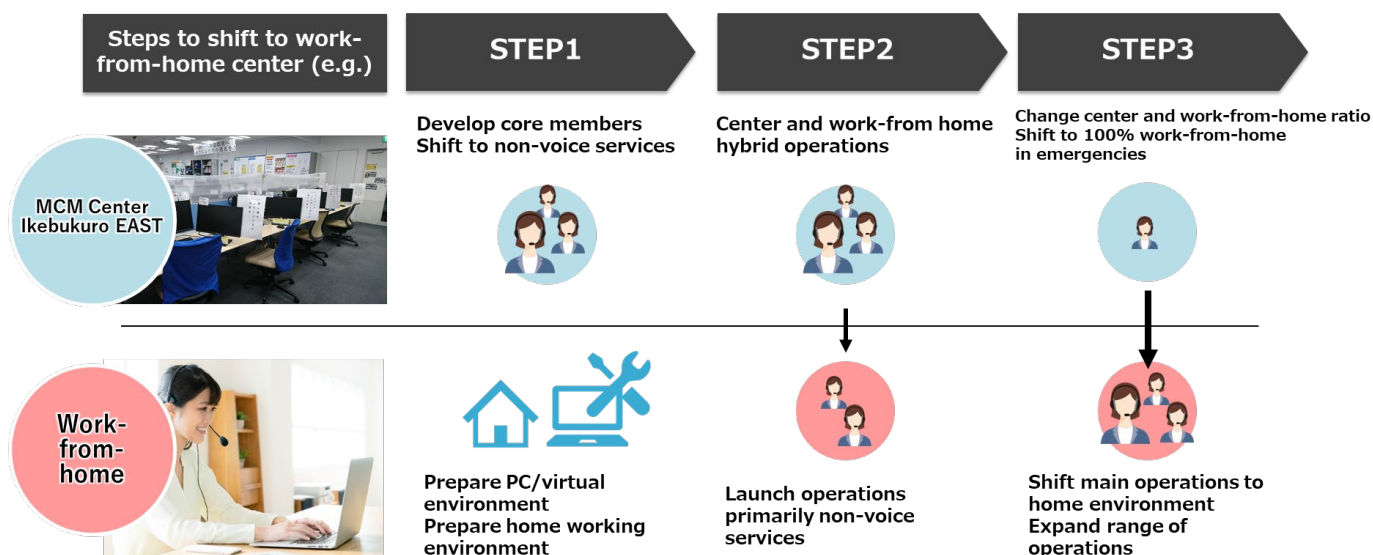 Steps to shift to work-
from-home center (e.g.)
STEP1
STEP2
STEP3
MCM Center
Ikebukuro EAST
Develop core members
Shift to non-voice services
Center and work-from home
hybrid operations
Change center and work-from-home ratio
Shift to 100% work-from-home
in emergencies
Work-
from-
home
Prepare PC/virtual
environment
Prepare home working
environment
Launch operations
primarily non-voice
services
Shift main operations to
home environment
Expand range of
operations